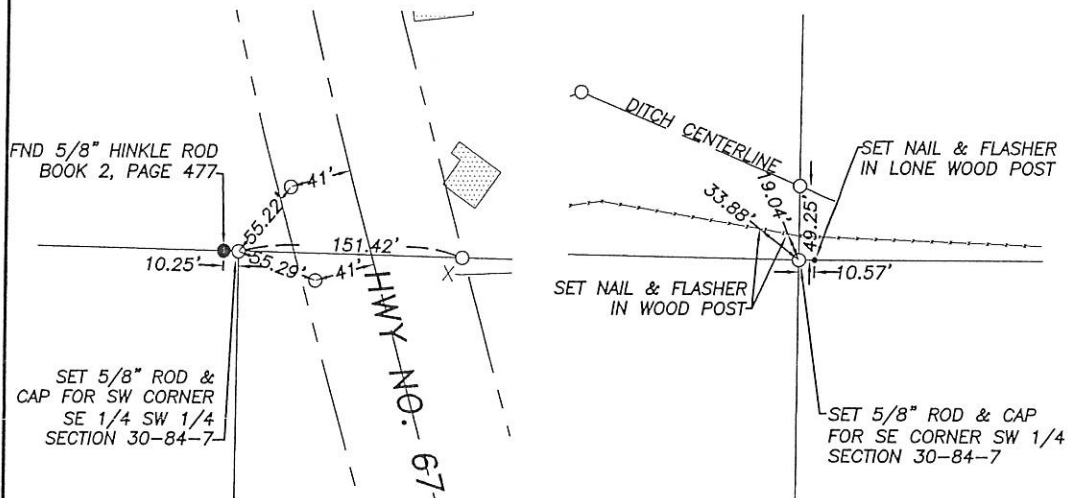 FND 5/8" HINKLE ROD
BOOK 2, PAGE 477
55.22'
41'
151.42'
10.25'
55.29'
41'
X
HWY NO. 67
SET 5/8" ROD &
CAP FOR SW CORNER
SE 1/4 SW 1/4
SECTION 30-84-7
DITCH CENTERLINE
SET NAIL & FLASHER
IN LONE WOOD POST
33.88'
49.25'
10.57'
SET NAIL & FLASHER
IN WOOD POST
SET 5/8" ROD & CAP
FOR SE CORNER SW 1/4
SECTION 30-84-7